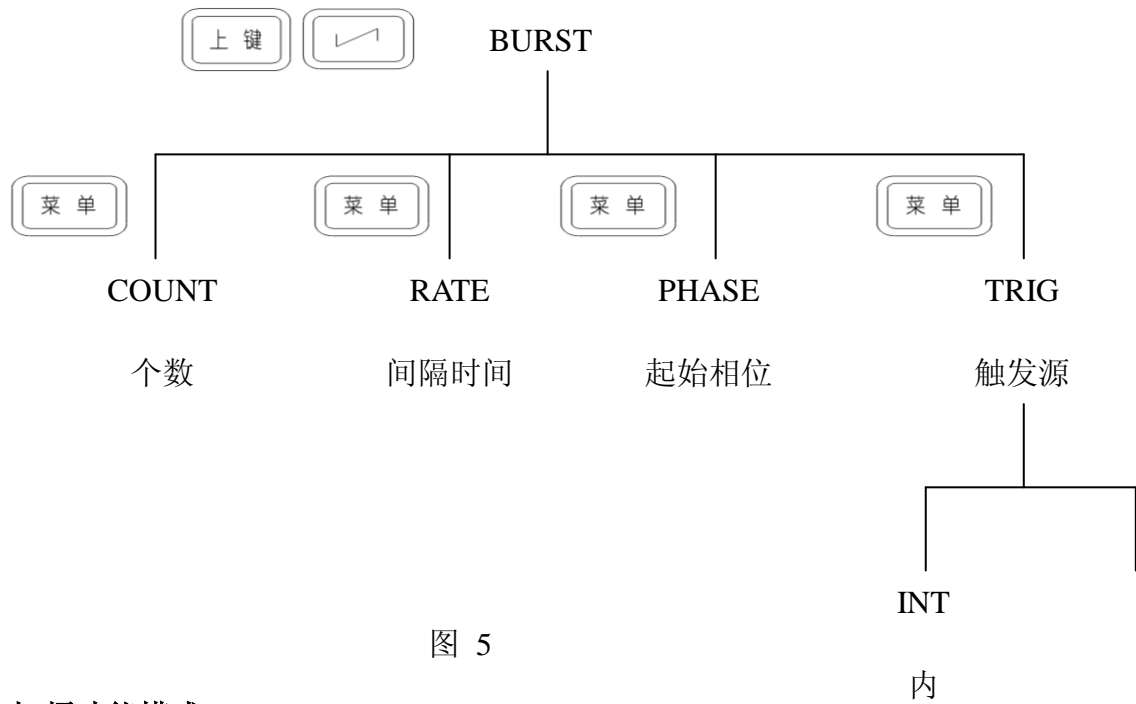 上键 BURST
菜单 菜单 菜单 菜单
COUNT RATE PHASE TRIG
个数 间隔时间 起始相位 触发源
INT
图 5
内